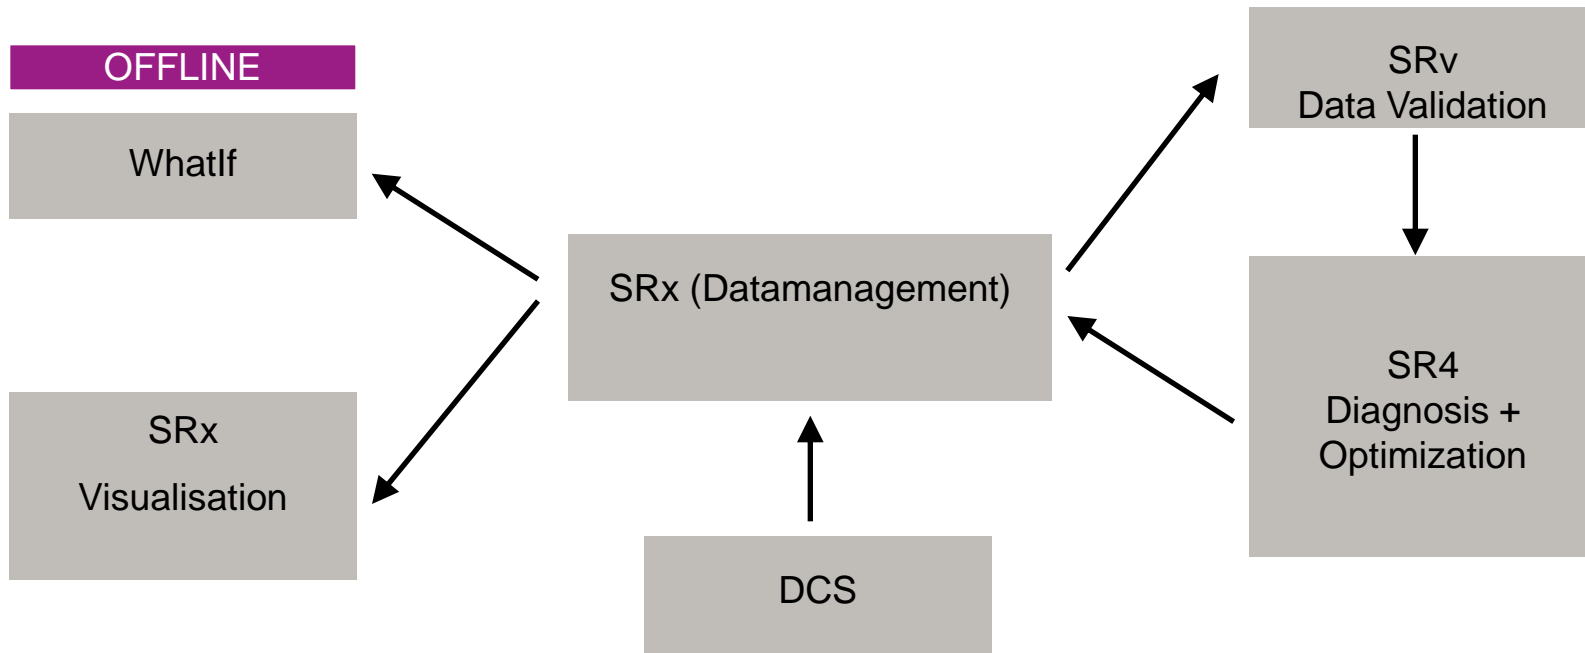 OFFLINE
WhatIf
SRx
Visualisation
SRx (Datamanagement)
DCS
SRv
Data Validation
SR4
Diagnosis +
Optimization